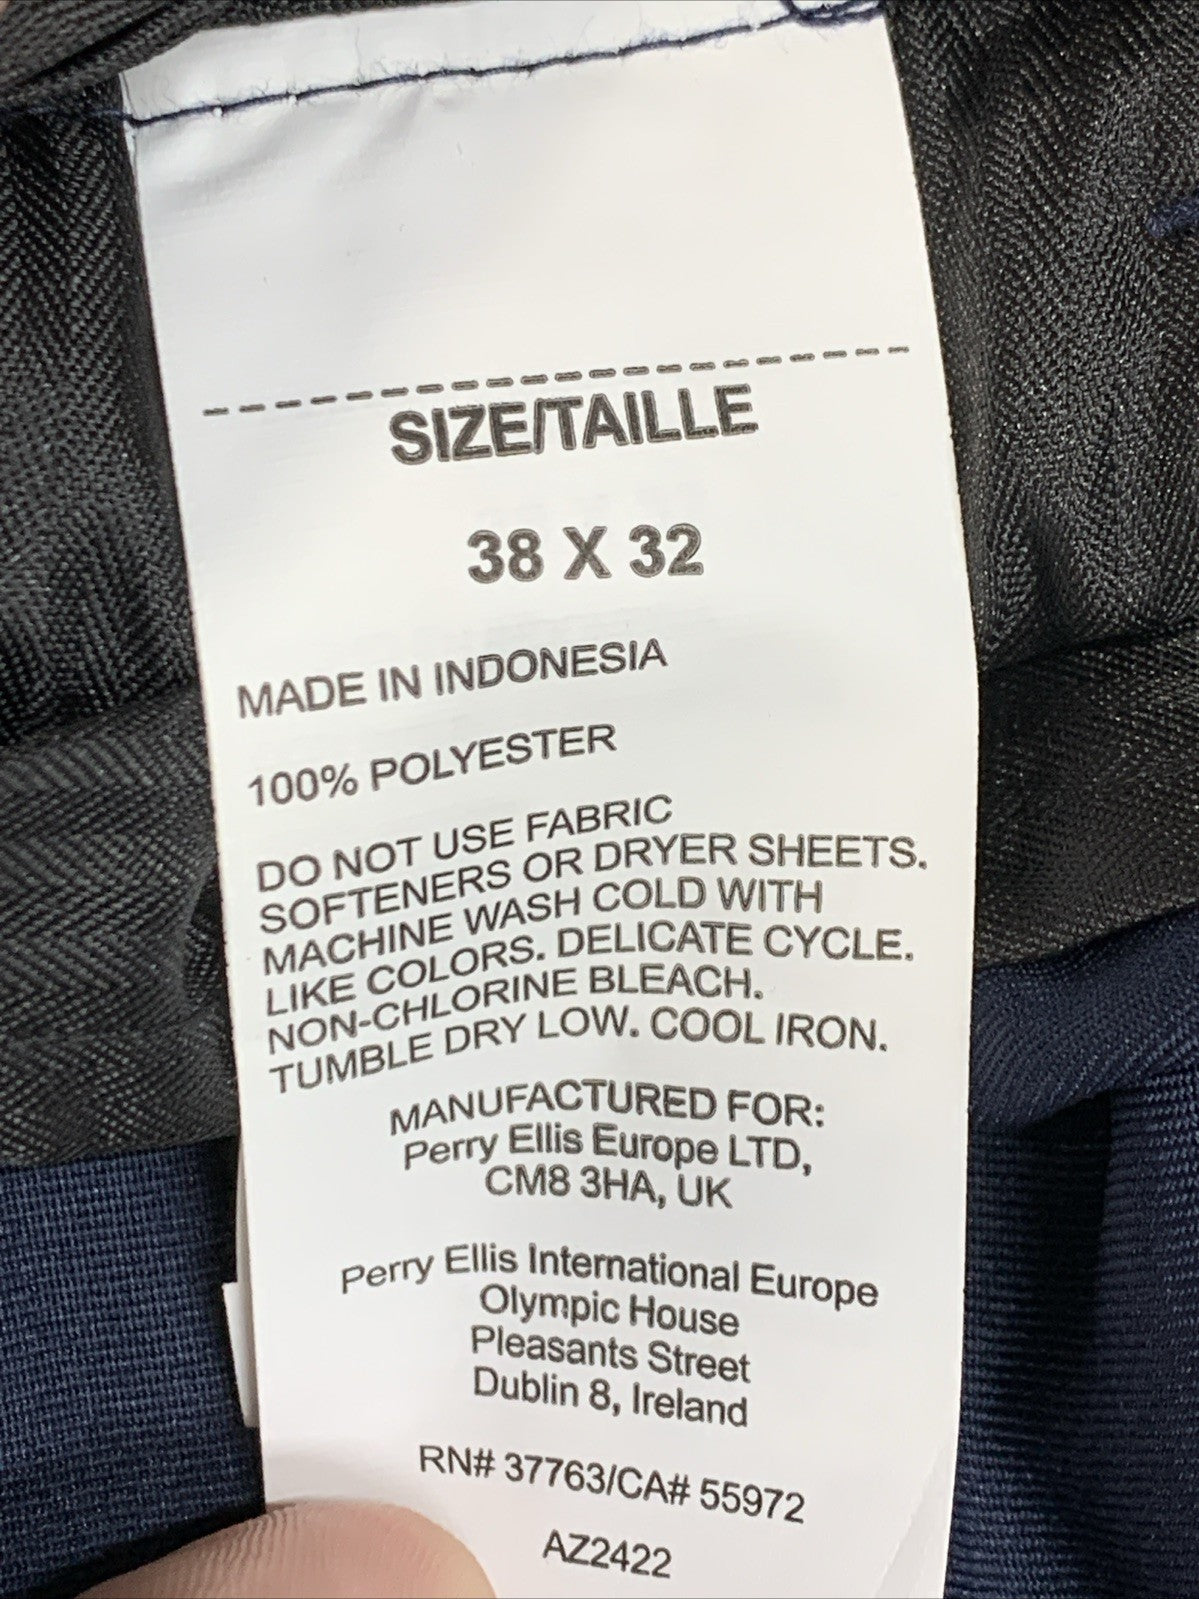 SIZE/TAILLE
38 X 32
MADE IN INDONESIA
100% POLYESTER
DO NOT USE FABRIC
SOFTENERS OR DRYER SHEETS.
MACHINE WASH COLD WITH
LIKE COLORS. DELICATE CYCLE.
NON-CHLORINE BLEACH.
TUMBLE DRY LOW. COOL IRON.
MANUFACTURED FOR:
Perry Ellis Europe LTD,
CM8 3HA, UK
Perry Ellis International Europe
Olympic House
Pleasants Street
Dublin 8, Ireland
RN# 37763/CA# 55972
AZ2422